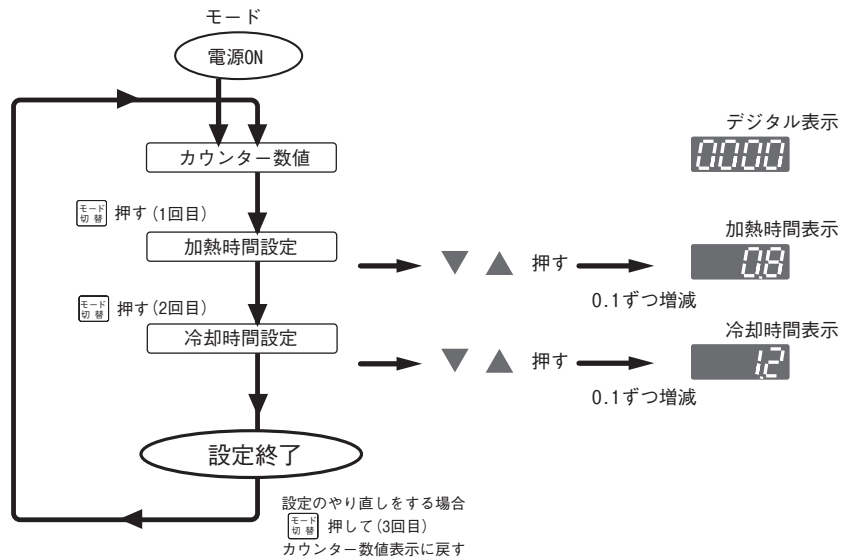 モード
電源ON
デジタル表示
カウンター数値
0000
モード切替 押す(1回目)
加熱時間表示
加熱時間設定
▼ ▲ 押す
0.8
0.1ずつ増減
モード切替 押す(2回目)
冷却時間表示
冷却時間設定
▼ ▲ 押す
1.2
0.1ずつ増減
設定終了
設定のやり直しをする場合
モード切替 押して(3回目)
カウンター数値表示に戻す